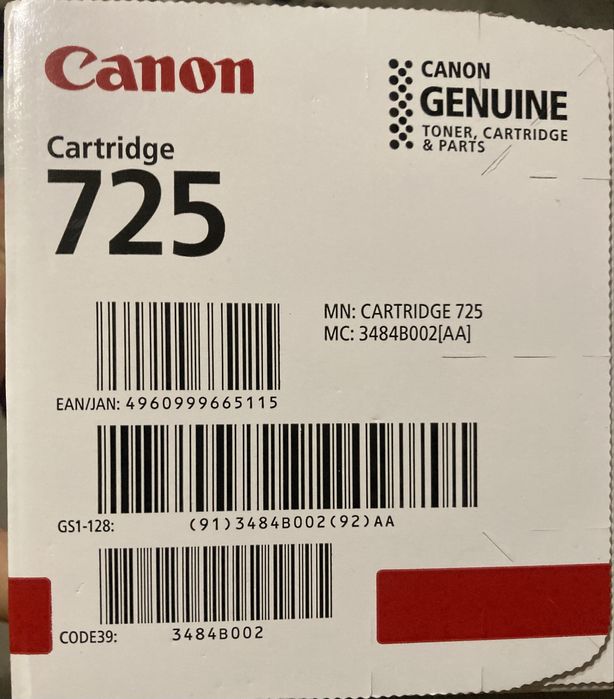 Canon
CANON
GENUINE
TONER, CARTRIDGE
& PARTS
Cartridge
725
MN: CARTRIDGE 725
MC: 3484B002[AA]
EAN/JAN: 4960999665115
GS1-128: (91)3484B002(92)AA
CODE39: 3484B002